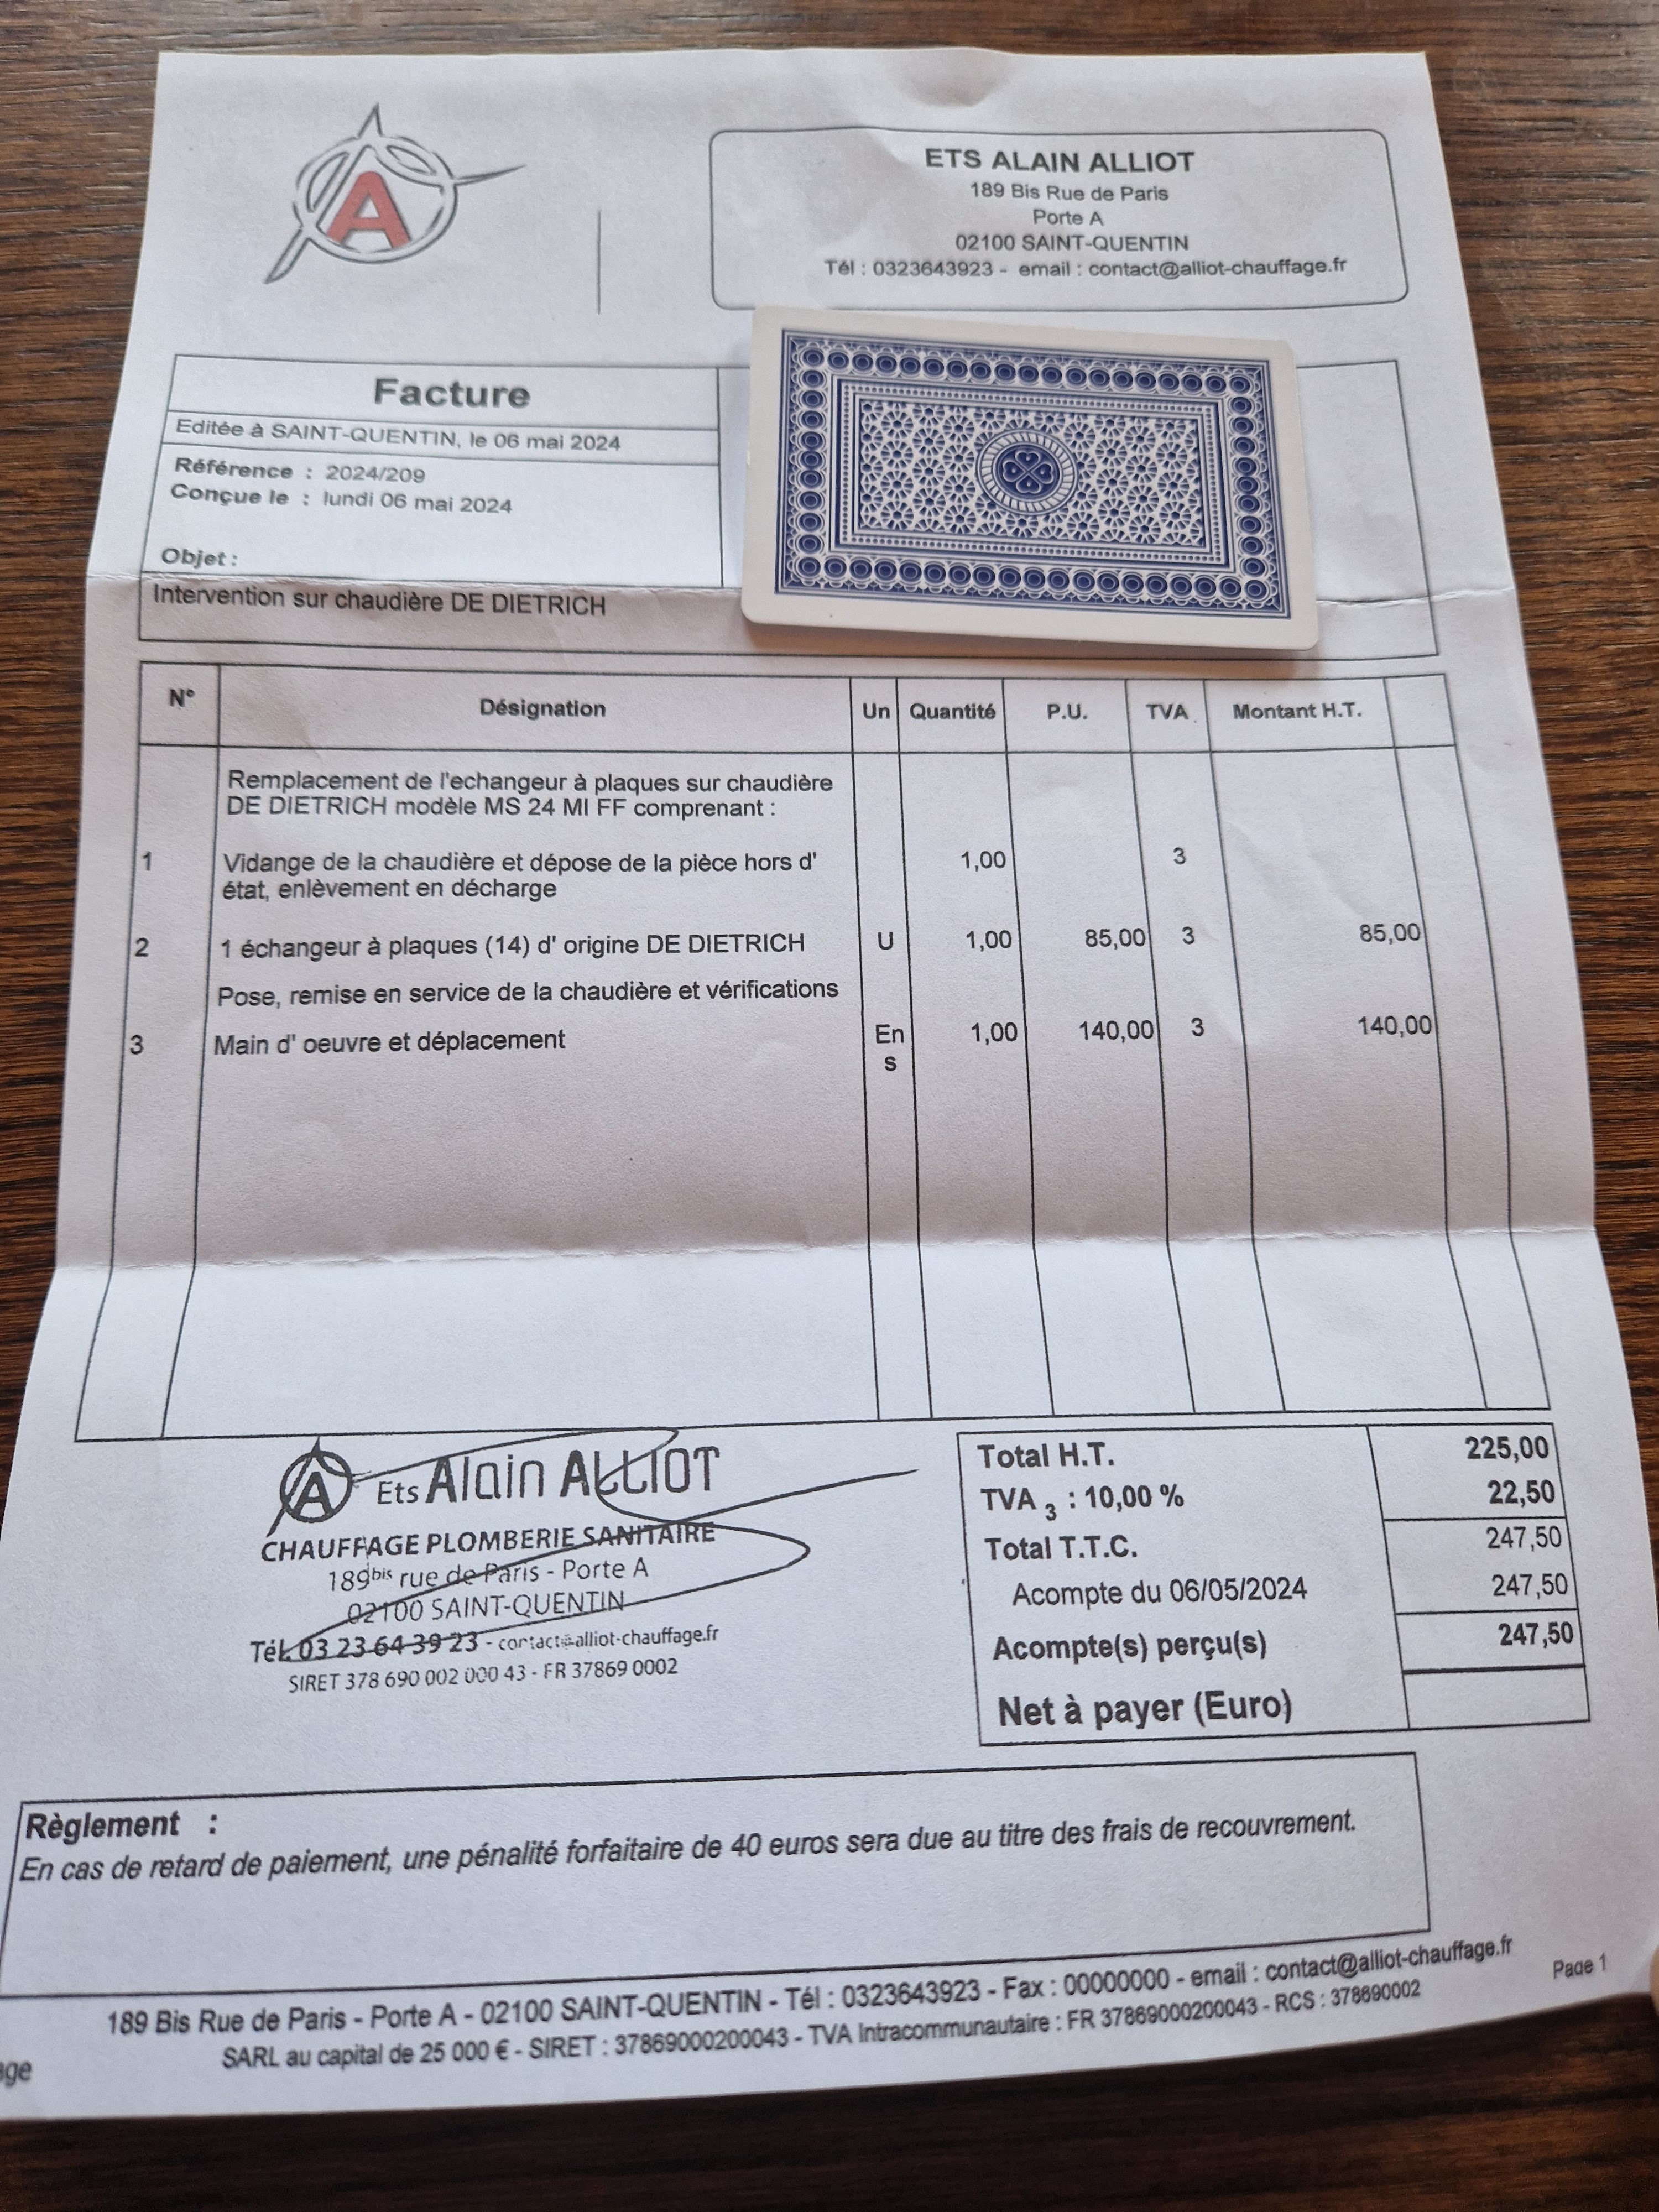 A
ETS ALAIN ALLIOT
189 Bis Rue de Paris
Porte A
02100 SAINT-QUENTIN
Tél : 0323643923 - email : contact@alliot-chauffage.fr
Facture
Editée à SAINT-QUENTIN, le 06 mai 2024
Référence : 2024/209
Conçue le : lundi 06 mai 2024
Objet :
Intervention sur chaudière DE DIETRICH
N° Désignation Un Quantité P.U. TVA Montant H.T.
Remplacement de l'echangeur à plaques sur chaudière
DE DIETRICH modèle MS 24 MI FF comprenant :
1 Vidange de la chaudière et dépose de la pièce hors d' 1,00 3
état, enlèvement en décharge
2 1 échangeur à plaques (14) d' origine DE DIETRICH U 1,00 85,00 3 85,00
Pose, remise en service de la chaudière et vérifications
3 Main d' oeuvre et déplacement En 1,00 140,00 3 140,00
s
A Ets Alain ALLIOT
CHAUFFAGE PLOMBERIE SANITAIRE
189bis rue de Paris - Porte A
02100 SAINT-QUENTIN
Tél. 03 23 64 39 23 - contact@alliot-chauffage.fr
SIRET 378 690 002 000 43 - FR 37869 0002
Total H.T. 225,00
TVA 3 : 10,00 % 22,50
Total T.T.C. 247,50
Acompte du 06/05/2024 247,50
Acompte(s) perçu(s) 247,50
Net à payer (Euro)
Règlement :
En cas de retard de paiement, une pénalité forfaitaire de 40 euros sera due au titre des frais de recouvrement.
189 Bis Rue de Paris - Porte A - 02100 SAINT-QUENTIN - Tél : 0323643923 - Fax : 00000000 - email : contact@alliot-chauffage.fr
SARL au capital de 25 000 € - SIRET : 37869000200043 - TVA Intracommunautaire : FR 37869000200043 - RCS : 378690002
Page 1
age